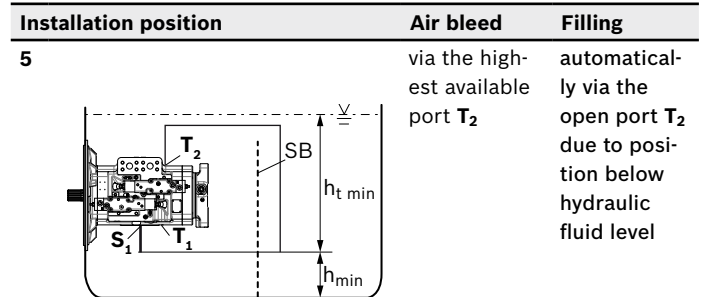 Installation position Air bleed Filling
5
via the high-
est available
port T2
automatical-
ly via the
open port T2
due to posi-
tion below
hydraulic
fluid level
T2
SB
ht min
S1
T1
hmin